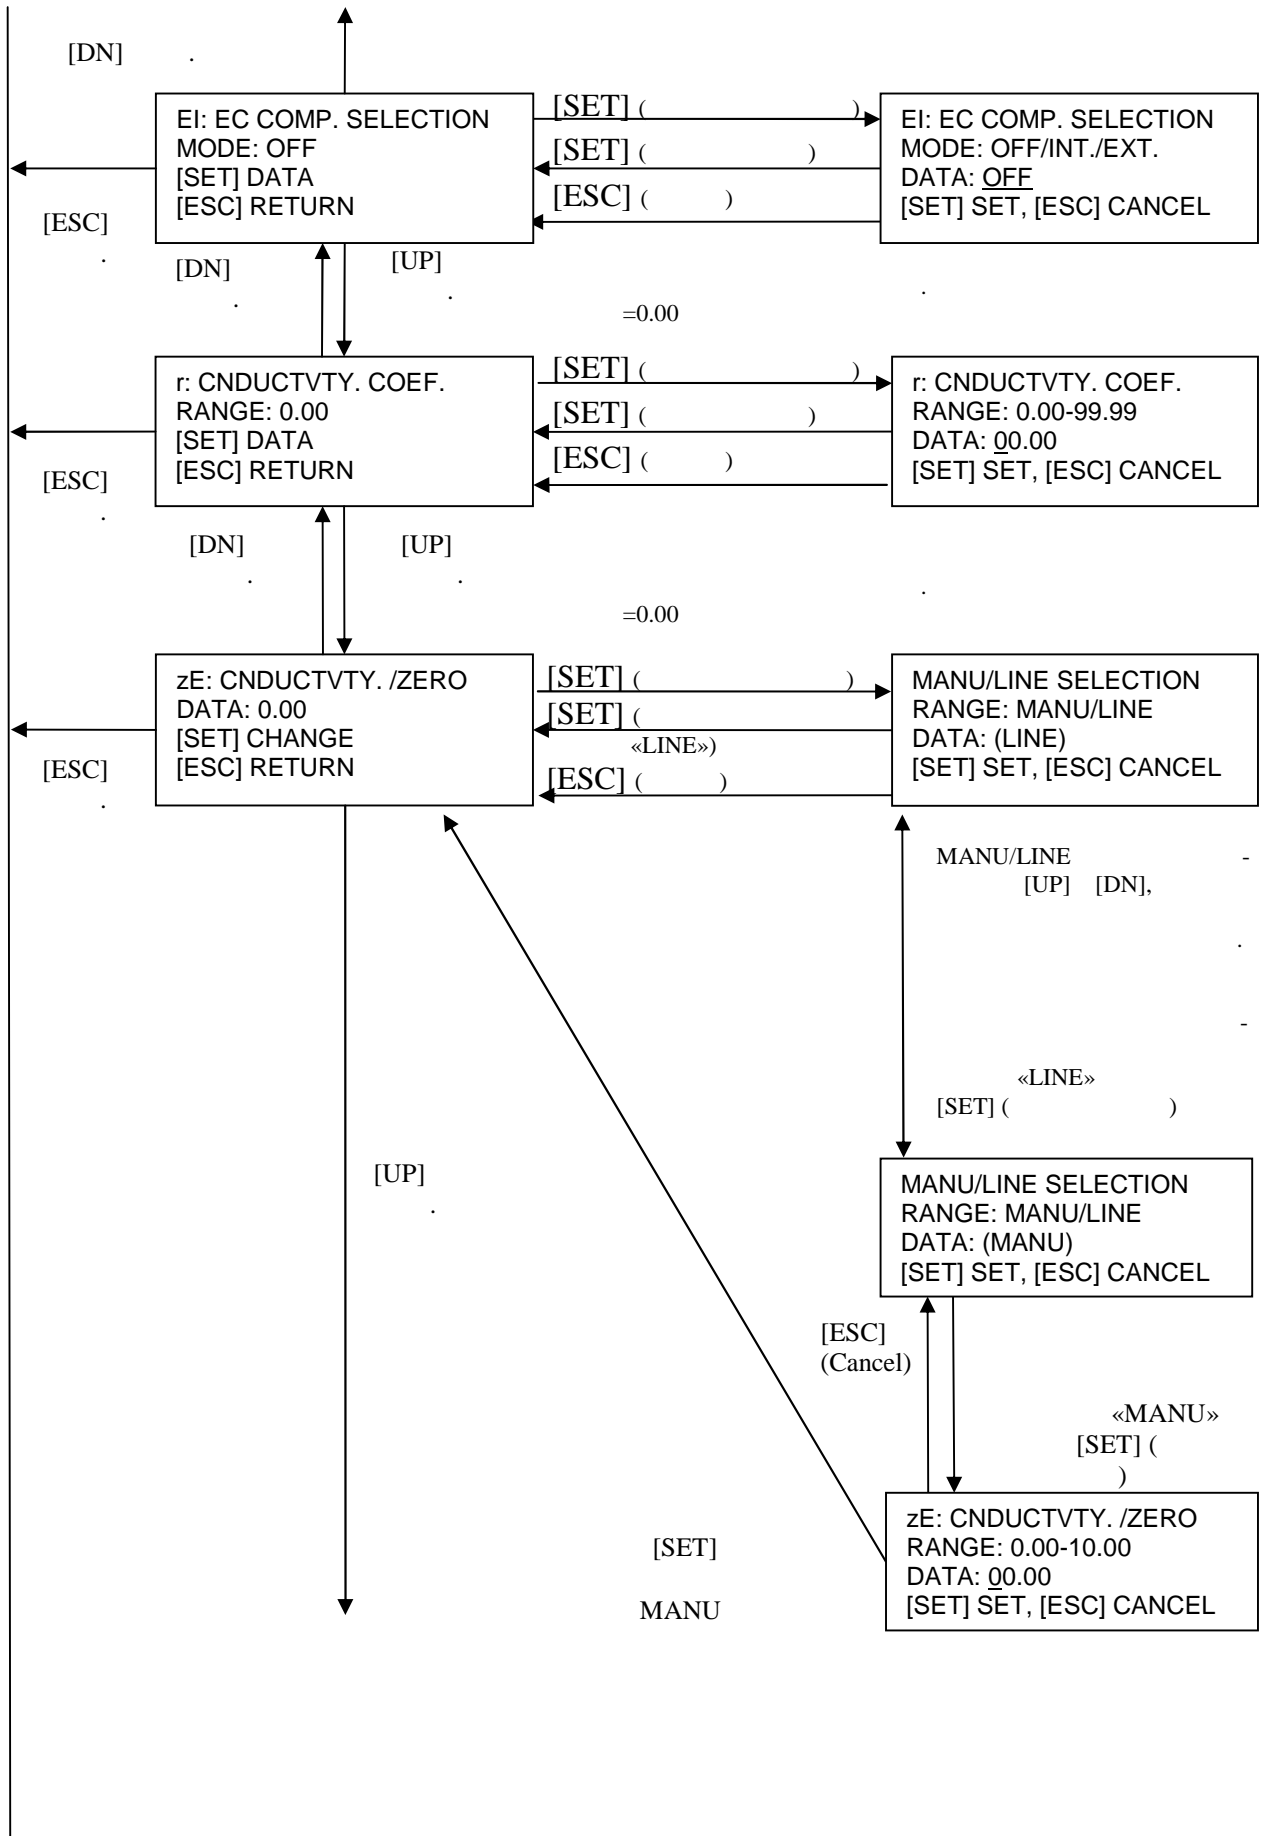 [DN] .
EI: EC COMP. SELECTION
MODE: OFF
[SET] DATA
[ESC] RETURN
[SET] ( )
[SET] ( )
[ESC] ( )
EI: EC COMP. SELECTION
MODE: OFF/INT./EXT.
DATA: OFF
[SET] SET, [ESC] CANCEL
[ESC]
.
[DN]
.
[UP]
.
.
=0.00
r: CNDUCTVTY. COEF.
RANGE: 0.00
[SET] DATA
[ESC] RETURN
[SET] ( )
[SET] ( )
[ESC] ( )
r: CNDUCTVTY. COEF.
RANGE: 0.00-99.99
DATA: 00.00
[SET] SET, [ESC] CANCEL
[ESC]
.
[DN]
.
[UP]
.
.
=0.00
zE: CNDUCTVTY. /ZERO
DATA: 0.00
[SET] CHANGE
[ESC] RETURN
[SET] ( )
[SET] (
«LINE»)
[ESC] ( )
MANU/LINE SELECTION
RANGE: MANU/LINE
DATA: (LINE)
[SET] SET, [ESC] CANCEL
[ESC]
.
MANU/LINE -
[UP] [DN],
.
-
«LINE»
[SET] ( )
[UP]
.
MANU/LINE SELECTION
RANGE: MANU/LINE
DATA: (MANU)
[SET] SET, [ESC] CANCEL
[ESC]
(Cancel)
«MANU»
[SET] (
)
zE: CNDUCTVTY. /ZERO
RANGE: 0.00-10.00
DATA: 00.00
[SET] SET, [ESC] CANCEL
[SET]
MANU